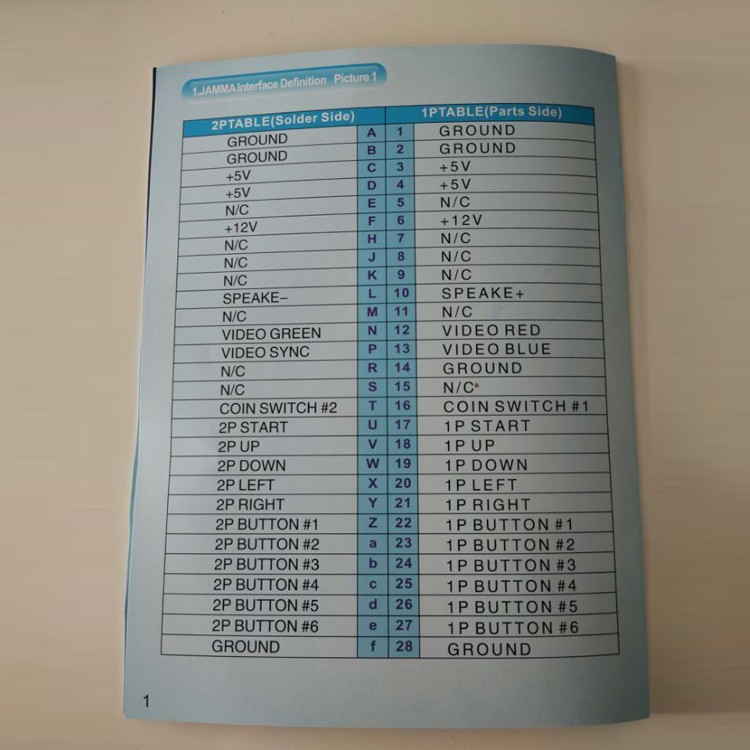 1.JAMMA Interface Definition Picture 1
2PTABLE(Solder Side) 1PTABLE(Parts Side)
GROUND A 1 GROUND
GROUND B 2 GROUND
+5V C 3 +5V
+5V D 4 +5V
N/C E 5 N/C
+12V F 6 +12V
N/C H 7 N/C
N/C J 8 N/C
N/C K 9 N/C
SPEAKE− L 10 SPEAKE+
N/C M 11 N/C
VIDEO GREEN N 12 VIDEO RED
VIDEO SYNC P 13 VIDEO BLUE
N/C R 14 GROUND
N/C S 15 N/C*
COIN SWITCH #2 T 16 COIN SWITCH #1
2P START U 17 1P START
2P UP V 18 1P UP
2P DOWN W 19 1P DOWN
2P LEFT X 20 1P LEFT
2P RIGHT Y 21 1P RIGHT
2P BUTTON #1 Z 22 1P BUTTON #1
2P BUTTON #2 a 23 1P BUTTON #2
2P BUTTON #3 b 24 1P BUTTON #3
2P BUTTON #4 c 25 1P BUTTON #4
2P BUTTON #5 d 26 1P BUTTON #5
2P BUTTON #6 e 27 1P BUTTON #6
GROUND f 28 GROUND
1